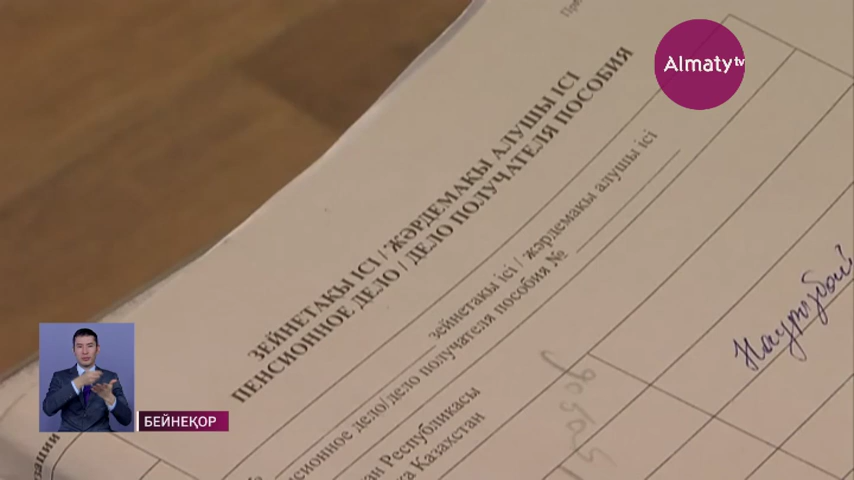 Almaty tv
ЗЕЙНЕТАҚЫ ІСІ / ЖӘРДЕМАҚЫ АЛУШЫ ІСІ
ПЕНСИОННОЕ ДЕЛО / ДЕЛО ПОЛУЧАТЕЛЯ ПОСОБИЯ
зейнетақы ісі / жәрдемақы алушы ісі
пенсионное дело/дело получателя пособия №
Республикасы
Казахстан
Наурызбай
БЕЙНЕҚОР